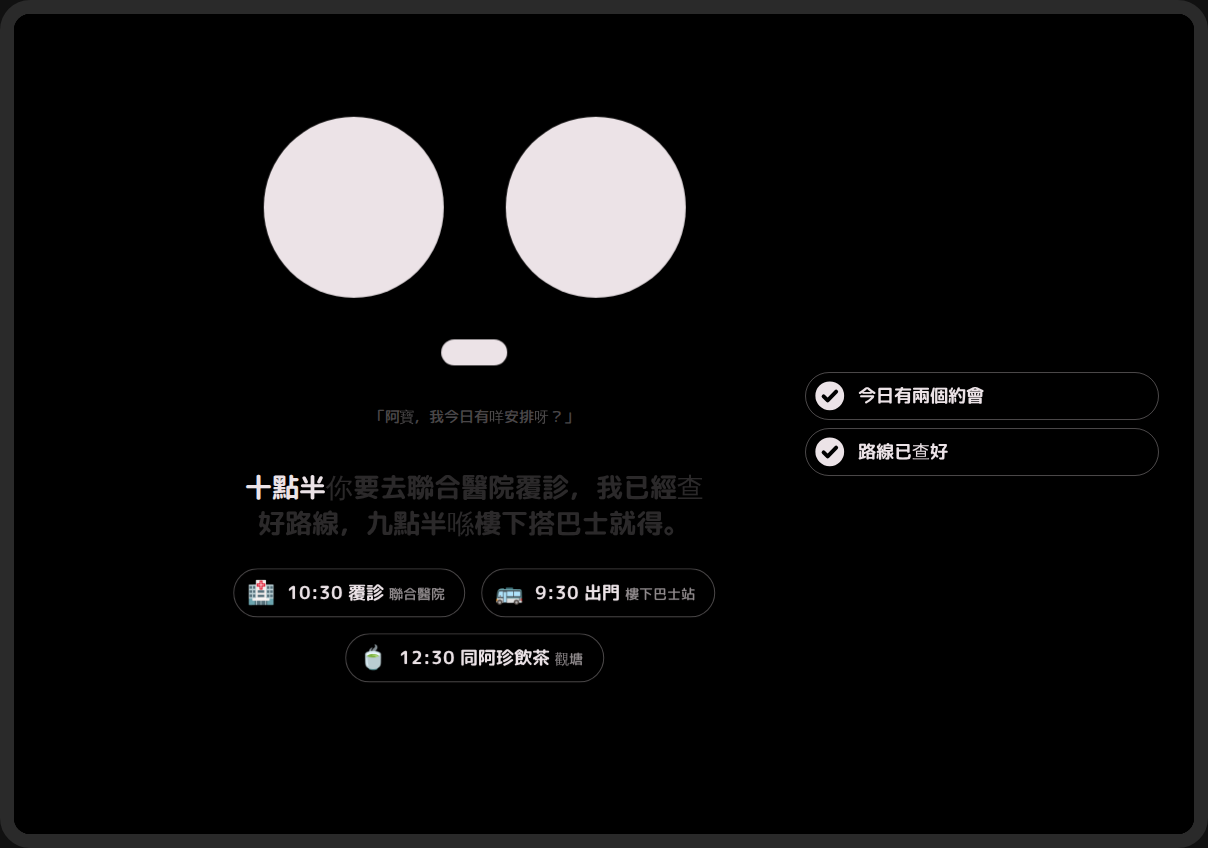 「阿寶，我今日有咩安排呀？」
十點半你要去聯合醫院覆診，我已經查
好路線，九點半喺樓下搭巴士就得。
10:30 覆診 聯合醫院
9:30 出門 樓下巴士站
12:30 同阿珍飲茶 觀塘
今日有兩個約會
路線已查好